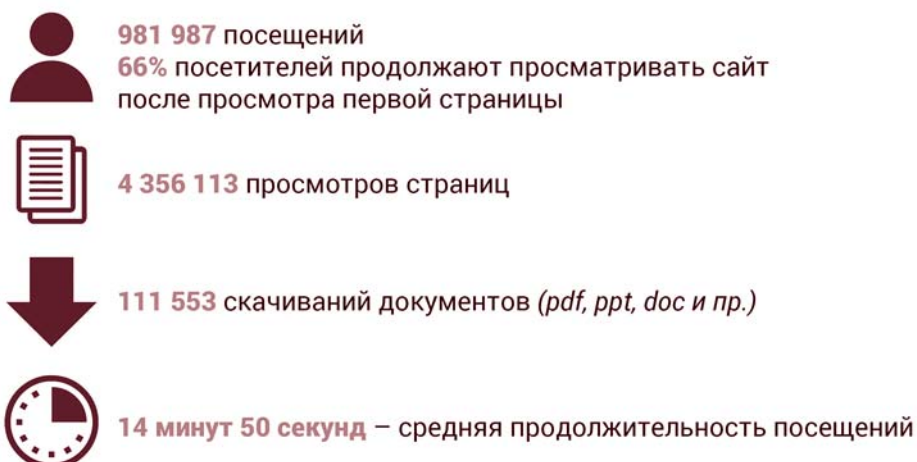 981 987 посещений
66% посетителей продолжают просматривать сайт
после просмотра первой страницы
4 356 113 просмотров страниц
111 553 скачиваний документов (pdf, ppt, doc и пр.)
14 минут 50 секунд – средняя продолжительность посещений